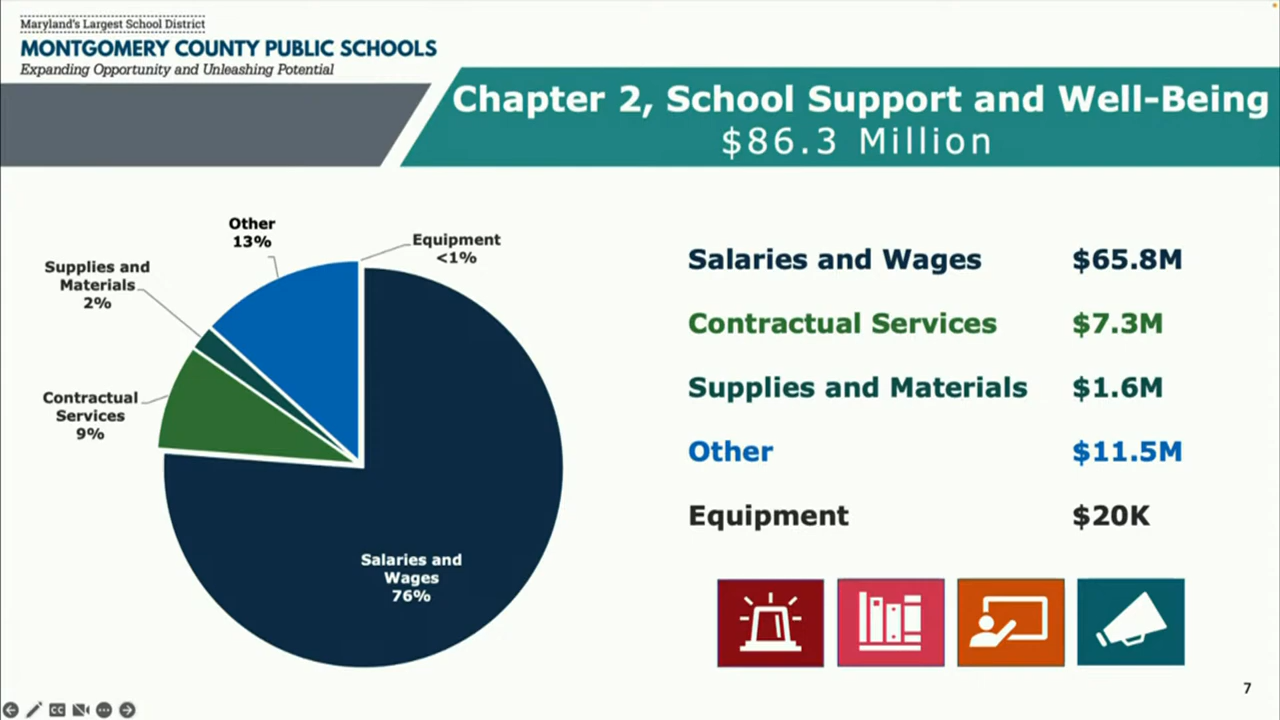 Maryland's Largest School District
MONTGOMERY COUNTY PUBLIC SCHOOLS
Expanding Opportunity and Unleashing Potential
Chapter 2, School Support and Well-Being
$86.3 Million
Other
13%
Equipment
<1%
Supplies and
Materials
2%
Contractual
Services
9%
Salaries and
Wages
76%
Salaries and Wages $65.8M
Contractual Services $7.3M
Supplies and Materials $1.6M
Other $11.5M
Equipment $20K
7
CC